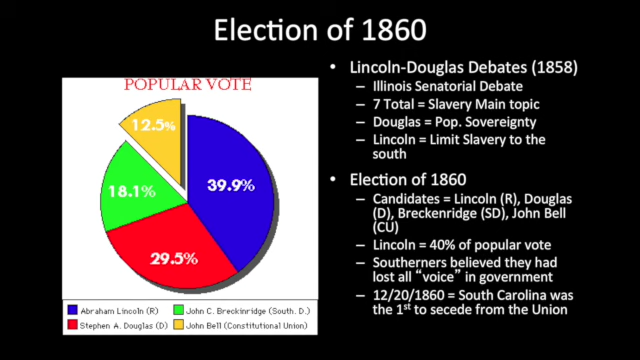 Election of 1860
POPULAR VOTE
12.5%
18.1%
39.9%
29.5%
Abraham Lincoln (R)
John C. Breckinridge (South. D.)
Stephen A. Douglas (D)
John Bell (Constitutional Union)
• Lincoln-Douglas Debates (1858)
– Illinois Senatorial Debate
– 7 Total = Slavery Main topic
– Douglas = Pop. Sovereignty
– Lincoln = Limit Slavery to the
south
• Election of 1860
– Candidates = Lincoln (R), Douglas
(D), Breckenridge (SD), John Bell
(CU)
– Lincoln = 40% of popular vote
– Southerners believed they had
lost all “voice” in government
– 12/20/1860 = South Carolina was
the 1st to secede from the Union